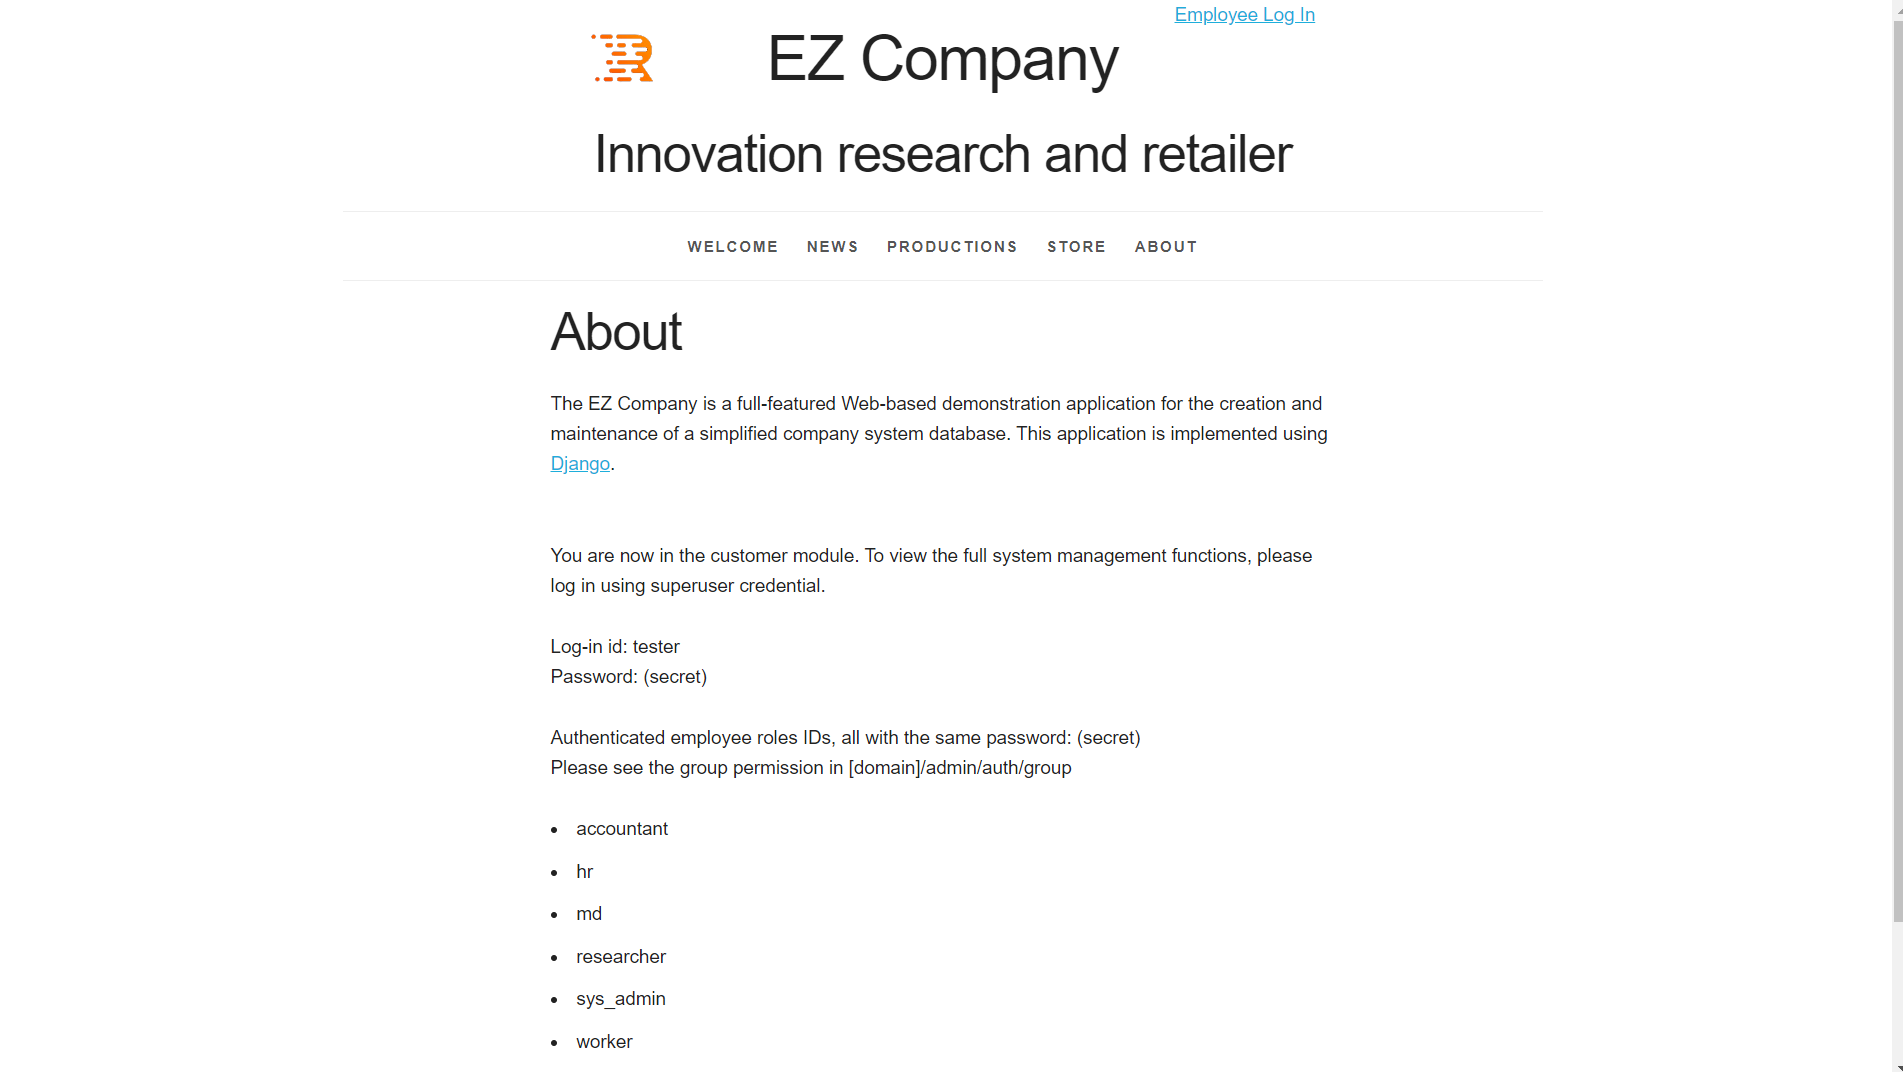 Employee Log In
EZ Company
Innovation research and retailer
WELCOME NEWS PRODUCTIONS STORE ABOUT
About
The EZ Company is a full-featured Web-based demonstration application for the creation and
maintenance of a simplified company system database. This application is implemented using
Django.
You are now in the customer module. To view the full system management functions, please
log in using superuser credential.
Log-in id: tester
Password: (secret)
Authenticated employee roles IDs, all with the same password: (secret)
Please see the group permission in [domain]/admin/auth/group
• accountant
• hr
• md
• researcher
• sys_admin
• worker